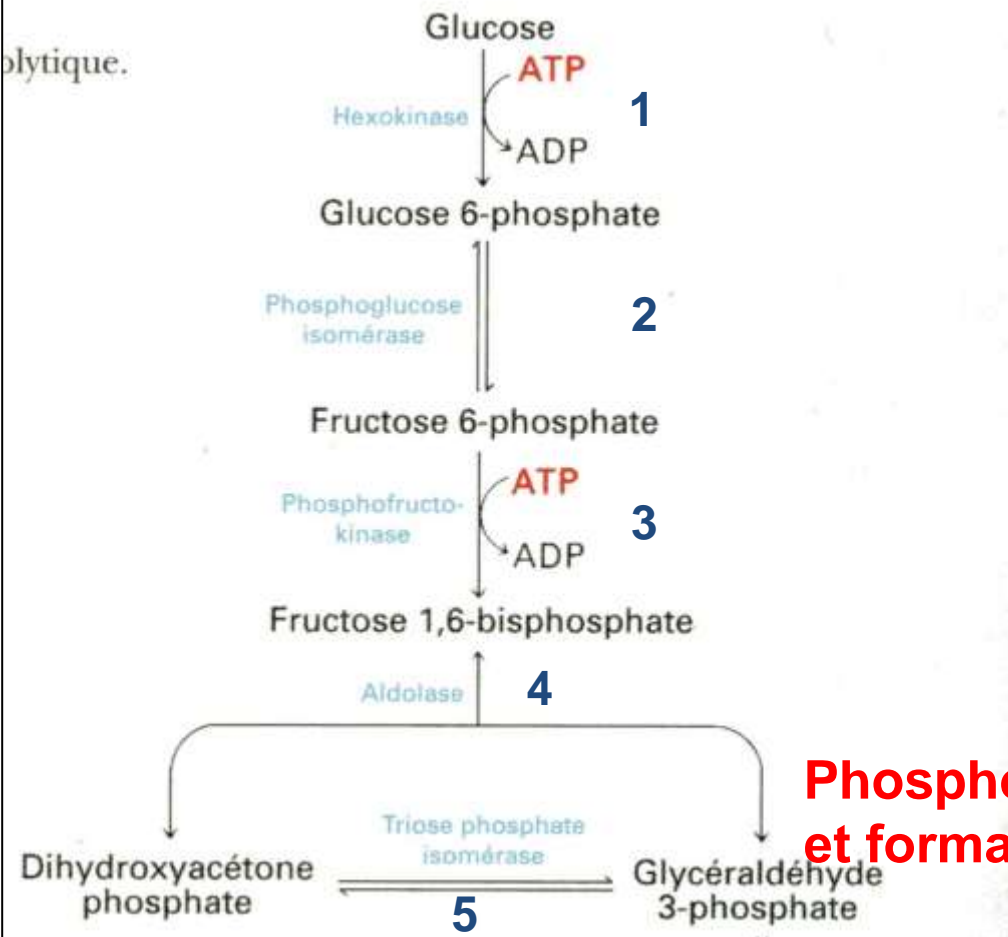 Glucose
olytique.
ATP
Hexokinase
1
ADP
Glucose 6-phosphate
Phosphoglucose
isomérase
2
Fructose 6-phosphate
ATP
Phosphofructo-
kinase
3
ADP
Fructose 1,6-bisphosphate
Aldolase
4
Triose phosphate
isomérase
Dihydroxyacétone
phosphate
5
Glycéraldéhyde
3-phosphate
Phospho
et forma